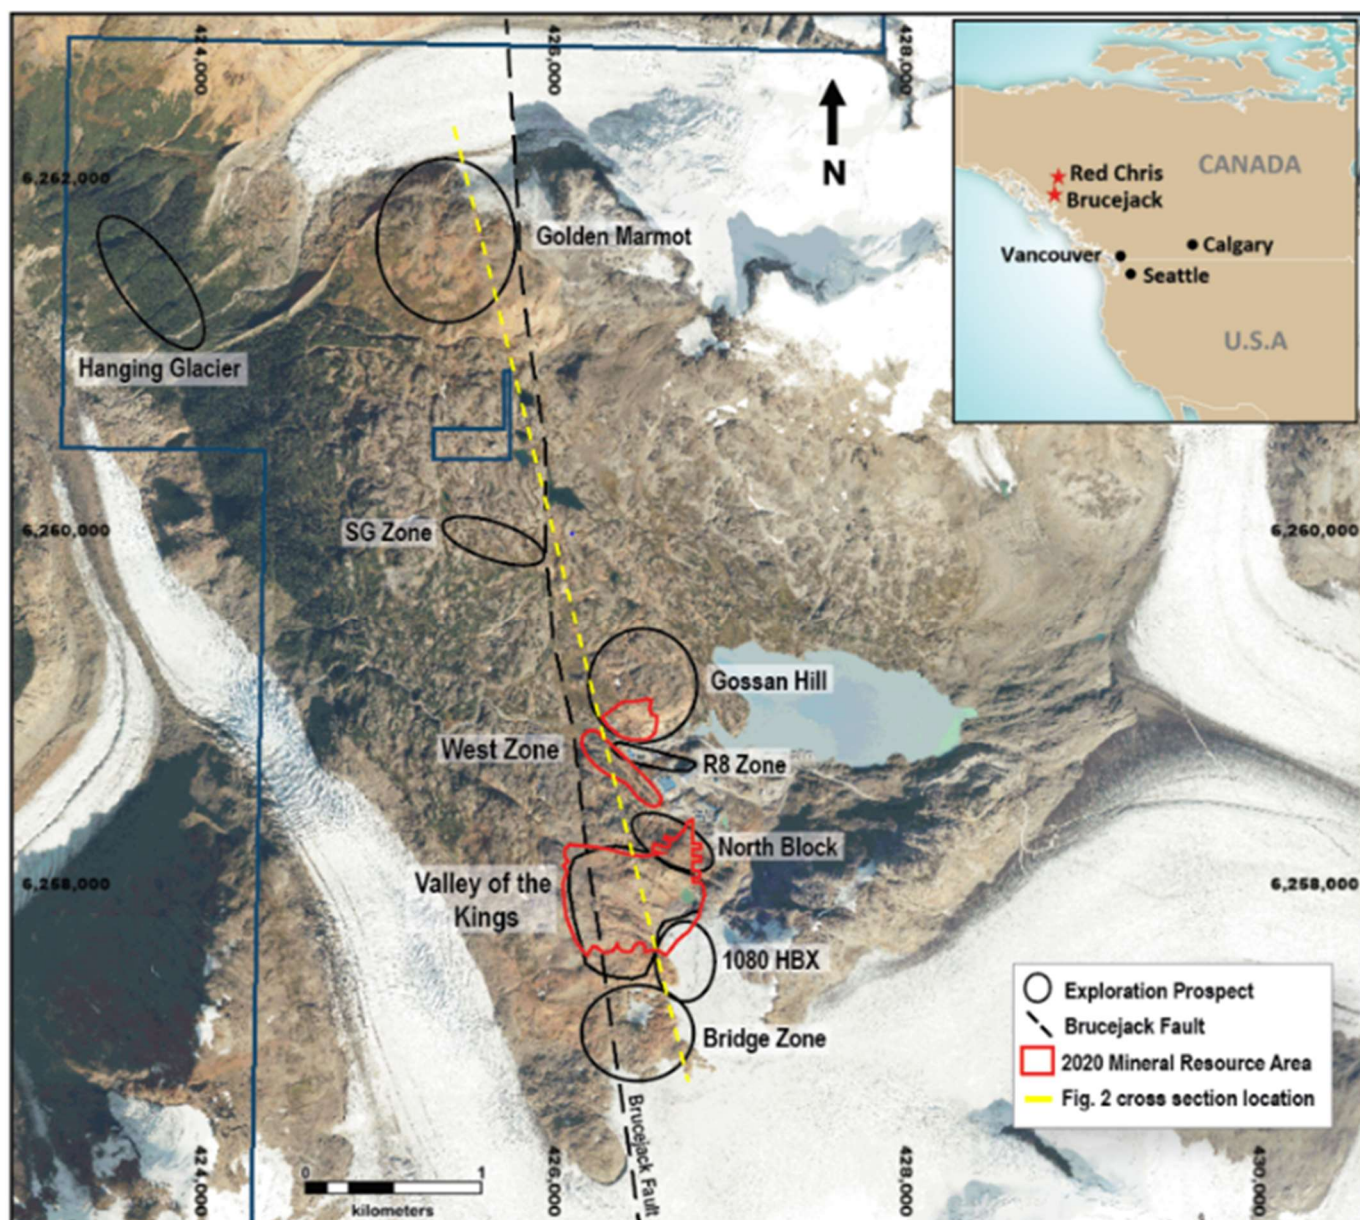 424,000
426,000
428,000
6,262,000
N
CANADA
Red Chris
Brucejack
Vancouver
Calgary
Seattle
U.S.A
Golden Marmot
Hanging Glacier
SG Zone
6,260,000
6,260,000
Gossan Hill
West Zone
R8 Zone
North Block
Valley of the
Kings
6,258,000
6,258,000
1080 HBX
Bridge Zone
Exploration Prospect
Brucejack Fault
2020 Mineral Resource Area
Fig. 2 cross section location
Brucejack Fault
0 1
kilometers
424,000
426,000
428,000
430,000